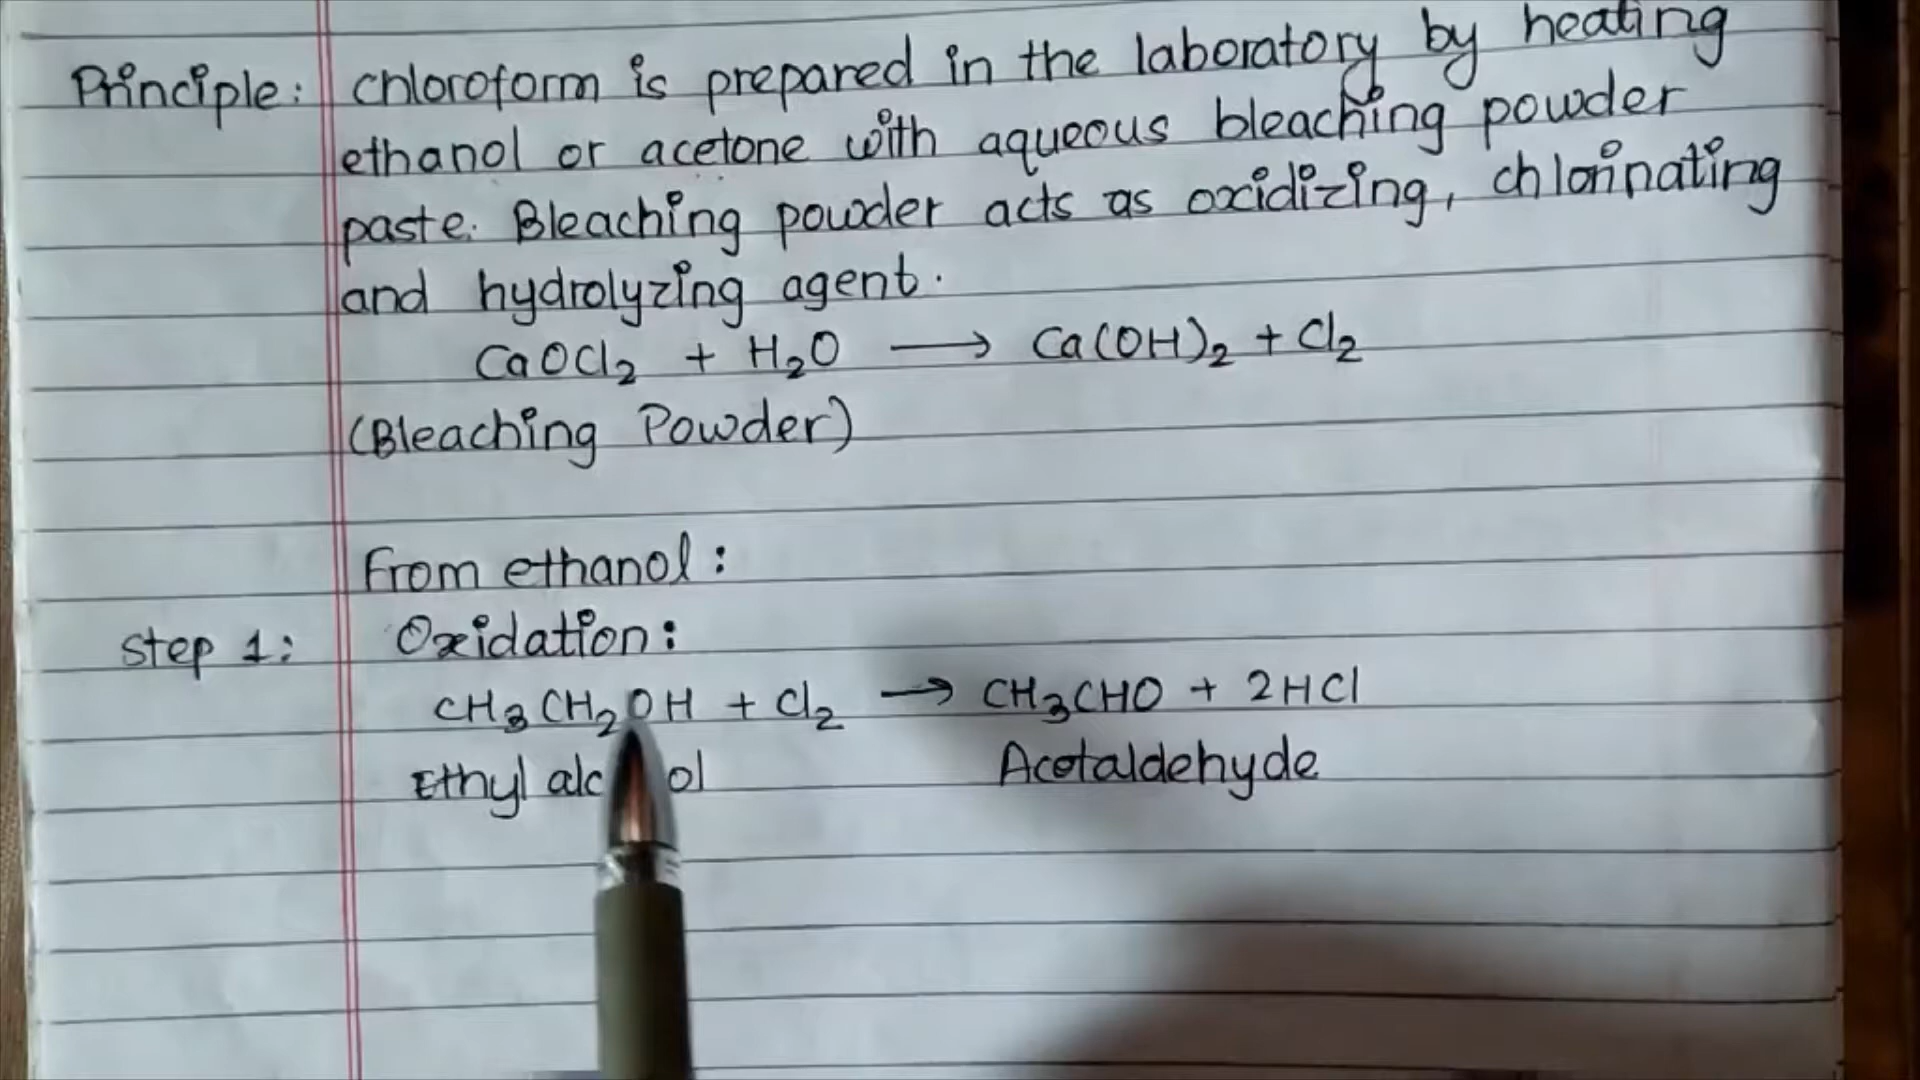 Principle: chloroform is prepared in the laboratory by heating
ethanol or acetone with aqueous bleaching powder
paste. Bleaching powder acts as oxidizing, chlorinating
and hydrolyzing agent.
CaOCl₂ + H₂O ⟶ Ca(OH)₂ + Cl₂
(Bleaching Powder)
From ethanol:
Step 1: Oxidation:
CH₃CH₂OH + Cl₂ ⟶ CH₃CHO + 2HCl
Ethyl Acetaldehyde